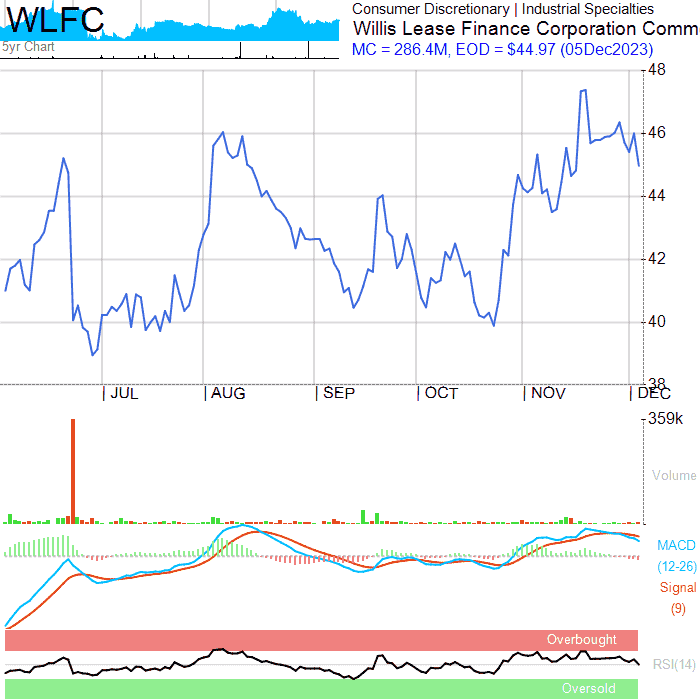 WLFC
5yr Chart
Consumer Discretionary | Industrial Specialties
Willis Lease Finance Corporation Comm
MC = 286.4M, EOD = $44.97 (05Dec2023)
48
46
44
42
40
38
JUL
AUG
SEP
OCT
NOV
DEC
359k
Volume
MACD
(12-26)
Signal
(9)
Overbought
RSI(14)
Oversold